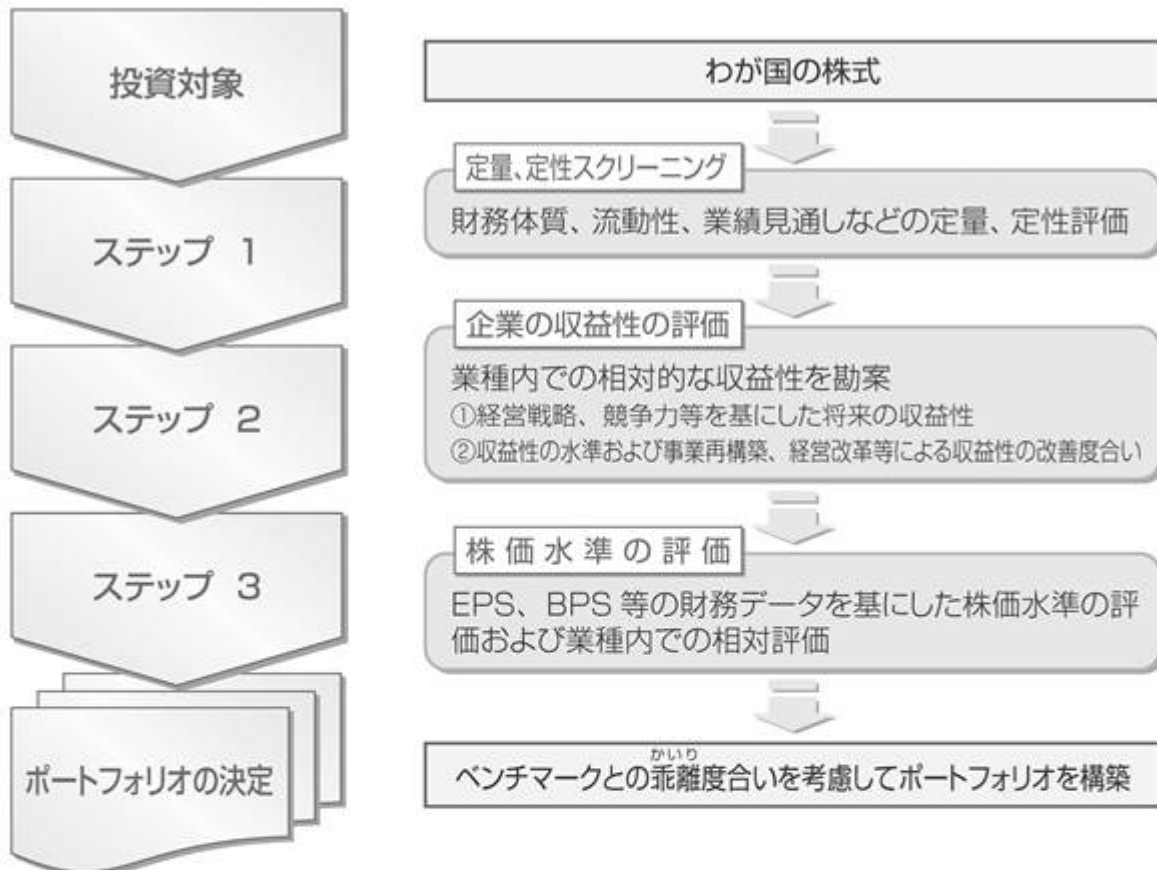 投資対象
わが国の株式
ステップ 1
定量、定性スクリーニング
財務体質、流動性、業績見通しなどの定量、定性評価
ステップ 2
企業の収益性の評価
業種内での相対的な収益性を勘案
①経営戦略、競争力等を基にした将来の収益性
②収益性の水準および事業再構築、経営改革等による収益性の改善度合い
ステップ 3
株価水準の評価
EPS、BPS 等の財務データを基にした株価水準の評
価および業種内での相対評価
ポートフォリオの決定
かいり
ベンチマークとの乖離度合いを考慮してポートフォリオを構築